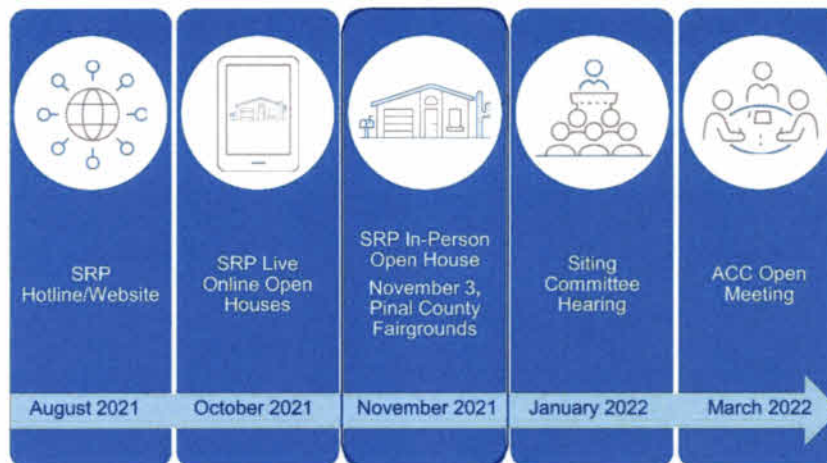 SRP
Hotline/Website
SRP Live
Online Open
Houses
SRP In-Person
Open House
November 3,
Pinal County
Fairgrounds
Siting
Committee
Hearing
ACC Open
Meeting
August 2021
October 2021
November 2021
January 2022
March 2022